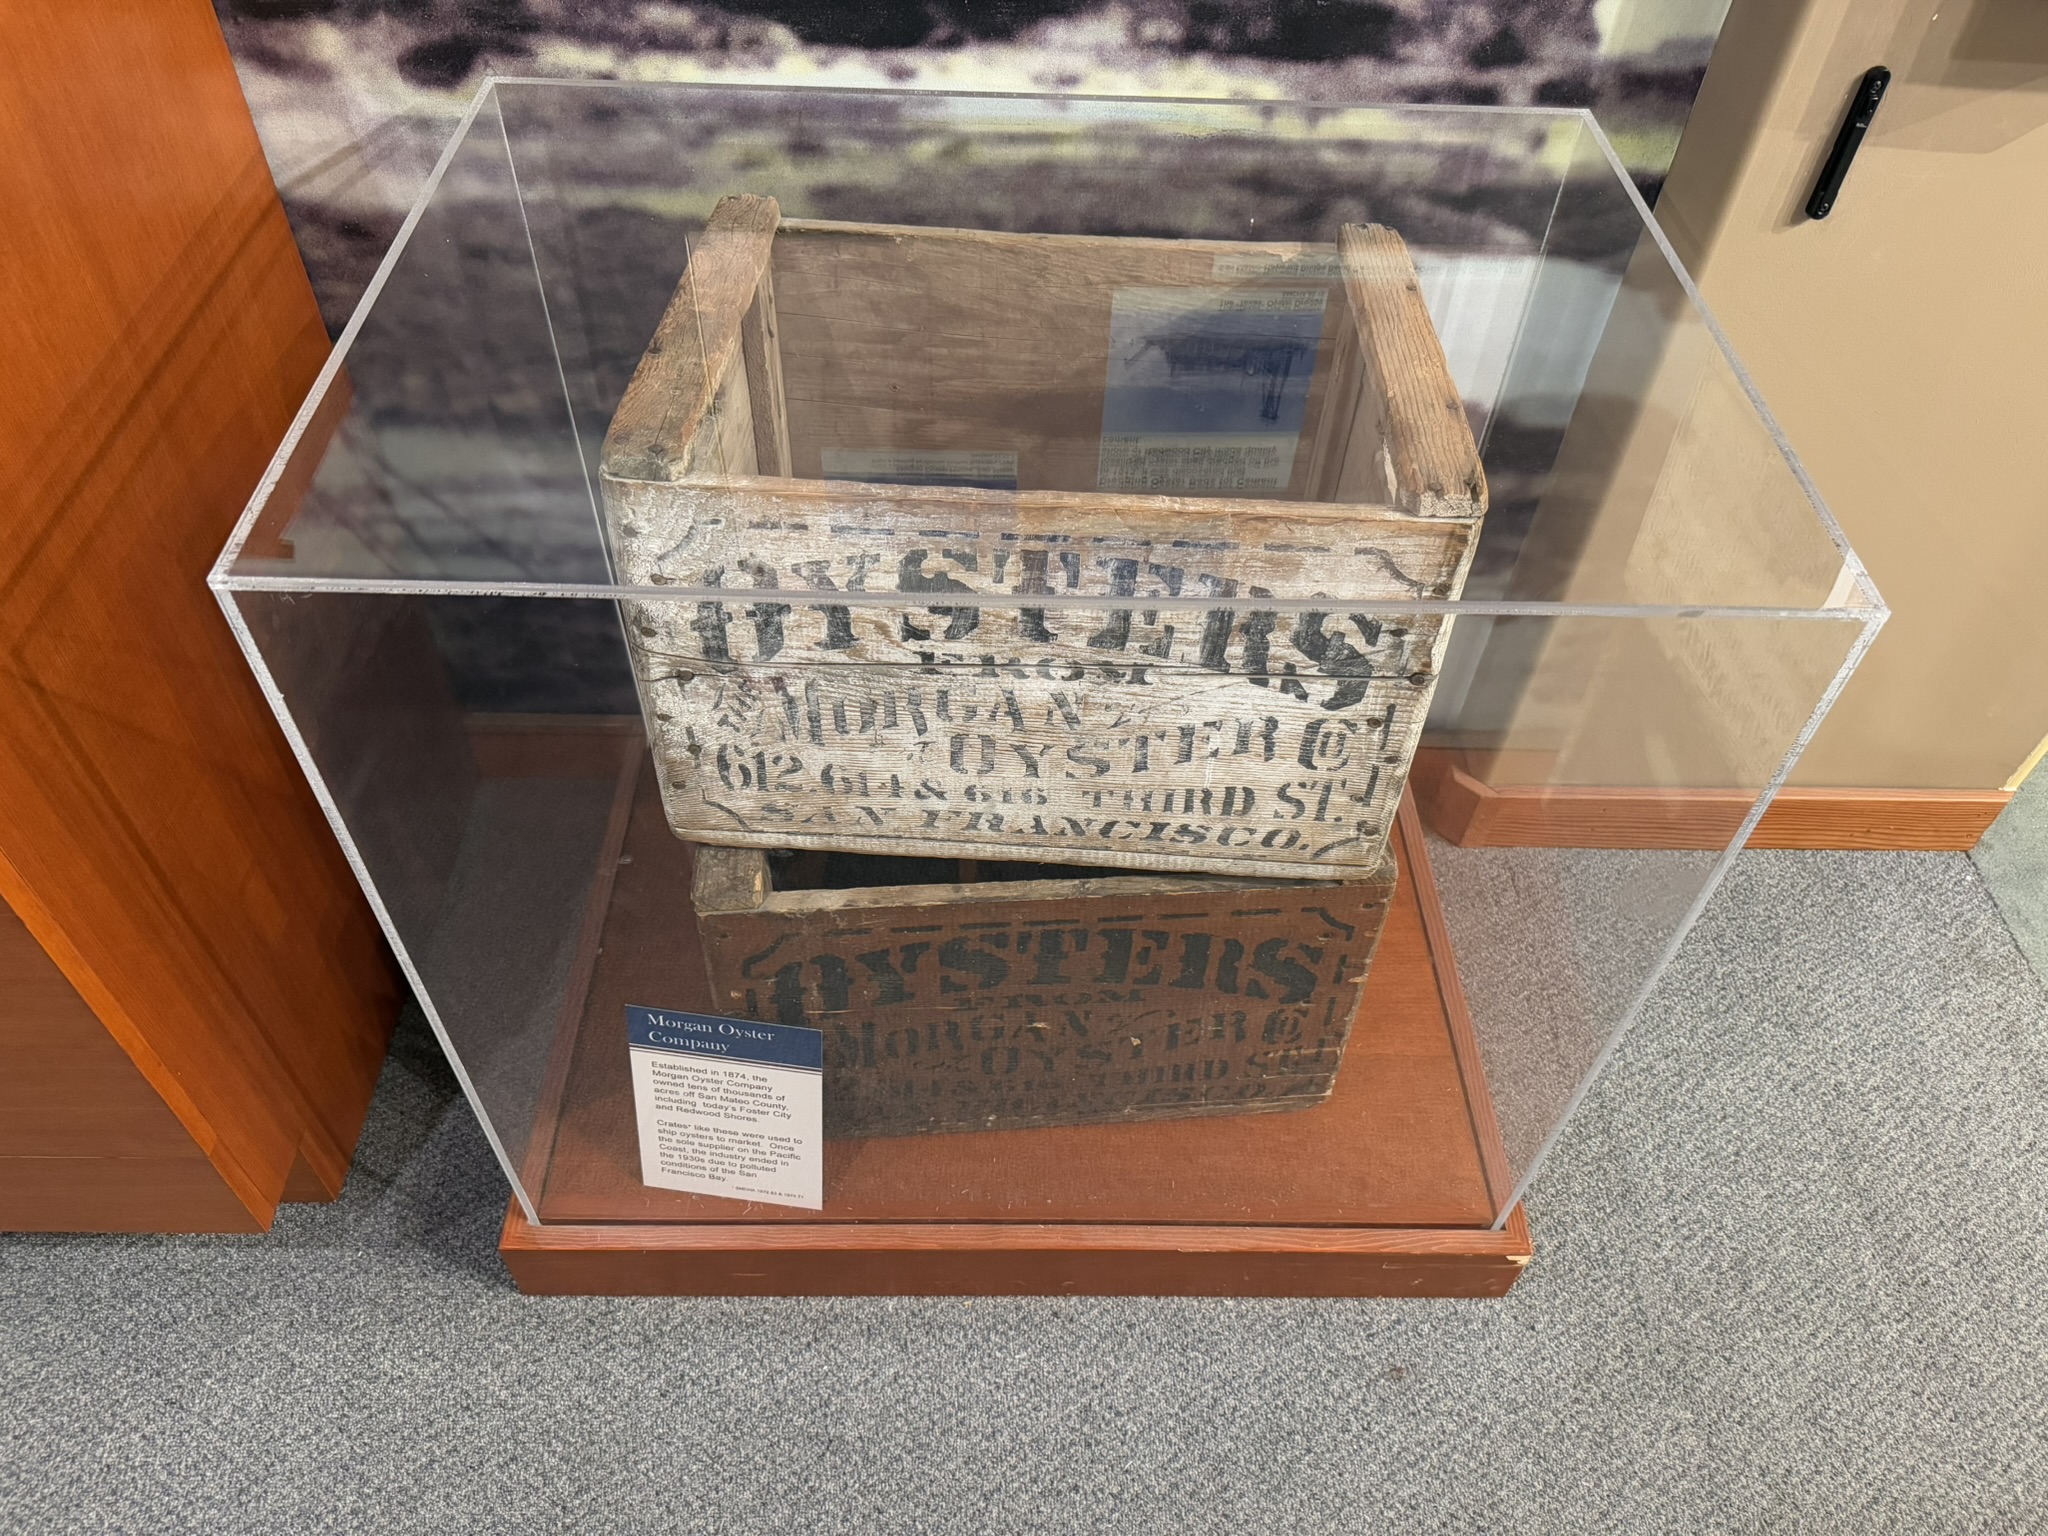 OYSTERS
FROM
THE MORGAN
OYSTER Co
612, 614 & 616 THIRD ST.
SAN FRANCISCO.
OYSTERS
FROM
MORGAN
OYSTER Co
THIRD ST.
Morgan Oyster
Company
Established in 1874, the
Morgan Oyster Company
owned tens of thousands of
acres off San Mateo County,
including today's Foster City
and Redwood Shores.
Crates* like these were used to
ship oysters to market. Once
the sole supplier on the Pacific
Coast, the industry ended in
the 1930s due to polluted
conditions of the San
Francisco Bay.